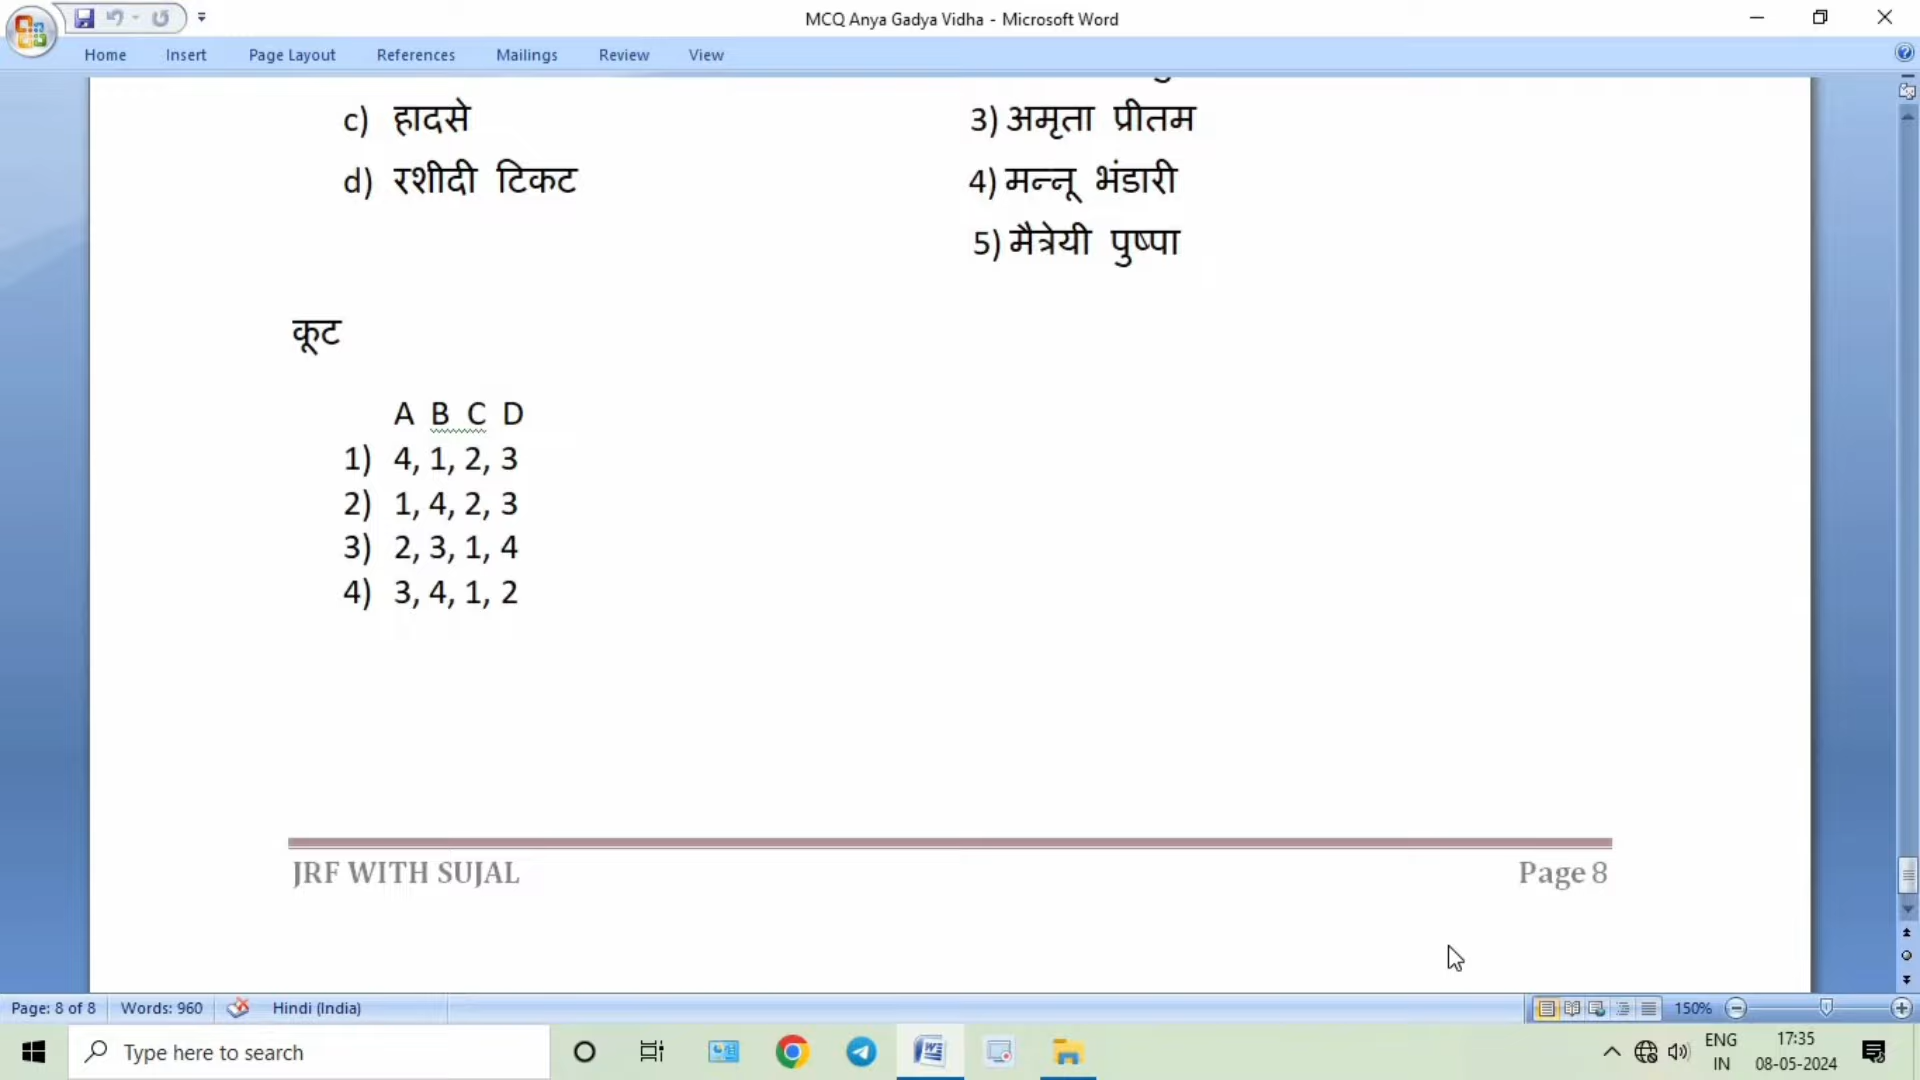 MCQ Anya Gadya Vidha - Microsoft Word
Home Insert Page Layout References Mailings Review View
c) हादसे 3) अमृता प्रीतम
d) रशीदी टिकट 4) मन्नू भंडारी
5) मैत्रेयी पुष्पा
कूट
A B C D
1) 4, 1, 2, 3
2) 1, 4, 2, 3
3) 2, 3, 1, 4
4) 3, 4, 1, 2
JRF WITH SUJAL Page 8
Page: 8 of 8 Words: 960 Hindi (India) 150%
Type here to search ENG 17:35
IN 08-05-2024